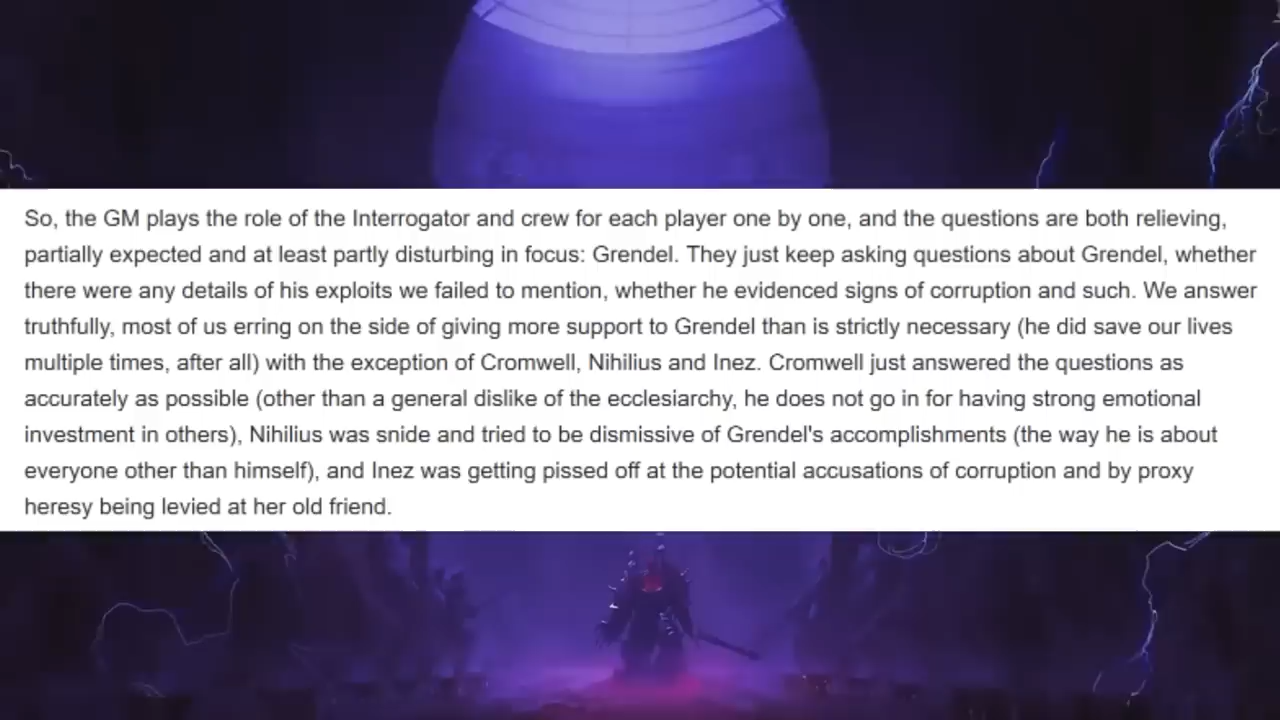 So, the GM plays the role of the Interrogator and crew for each player one by one, and the questions are both relieving,
partially expected and at least partly disturbing in focus: Grendel. They just keep asking questions about Grendel, whether
there were any details of his exploits we failed to mention, whether he evidenced signs of corruption and such. We answer
truthfully, most of us erring on the side of giving more support to Grendel than is strictly necessary (he did save our lives
multiple times, after all) with the exception of Cromwell, Nihilius and Inez. Cromwell just answered the questions as
accurately as possible (other than a general dislike of the ecclesiarchy, he does not go in for having strong emotional
investment in others), Nihilius was snide and tried to be dismissive of Grendel's accomplishments (the way he is about
everyone other than himself), and Inez was getting pissed off at the potential accusations of corruption and by proxy
heresy being levied at her old friend.